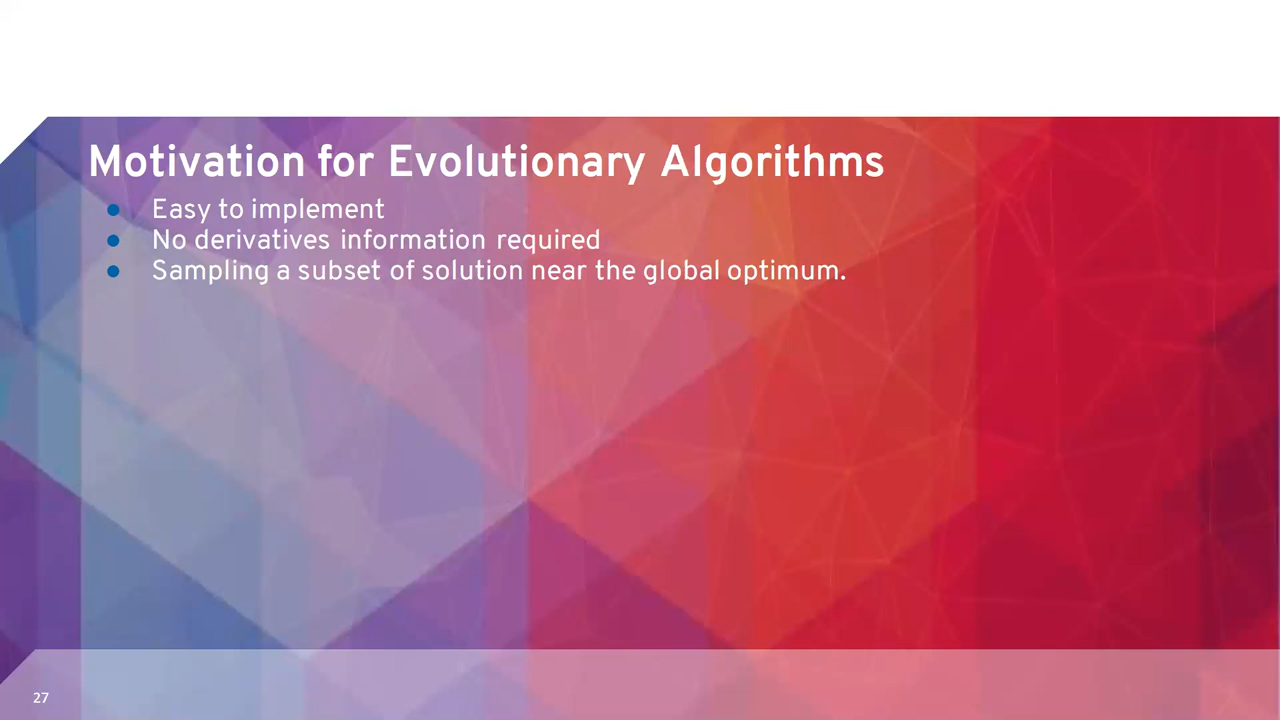 Motivation for Evolutionary Algorithms
● Easy to implement
● No derivatives information required
● Sampling a subset of solution near the global optimum.
27